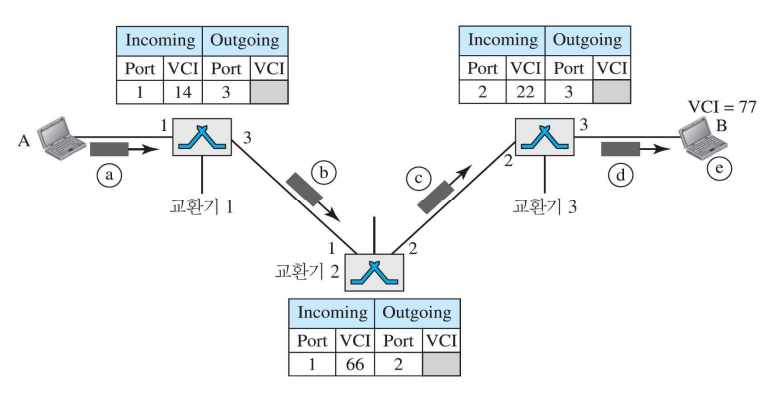 Incoming Outgoing
Port VCI Port VCI
1 14 3
Incoming Outgoing
Port VCI Port VCI
2 22 3
VCI = 77
A
1
3
a
b
교환기 1
c
2
3
교환기 3
d
B
e
1
2
교환기 2
Incoming Outgoing
Port VCI Port VCI
1 66 2